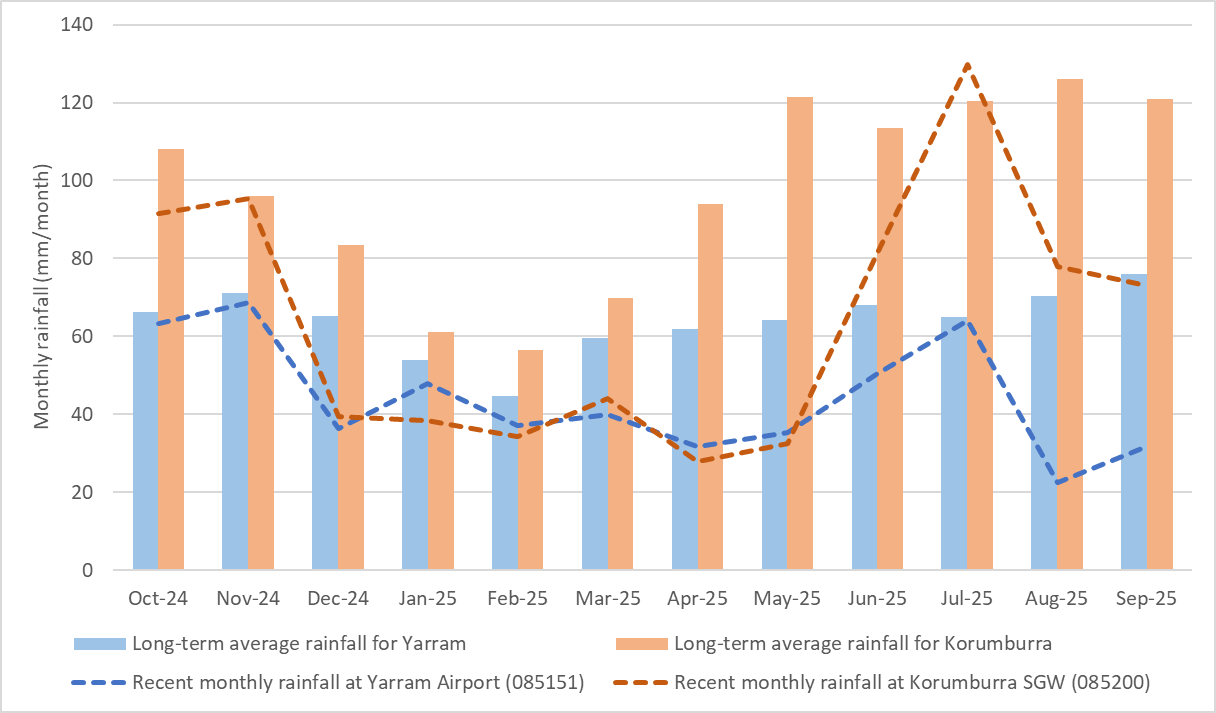 140
120
100
80
60
40
20
0
Monthly rainfall (mm/month)
Oct-24 Nov-24 Dec-24 Jan-25 Feb-25 Mar-25 Apr-25 May-25 Jun-25 Jul-25 Aug-25 Sep-25
Long-term average rainfall for Yarram Long-term average rainfall for Korumburra
Recent monthly rainfall at Yarram Airport (085151) Recent monthly rainfall at Korumburra SGW (085200)